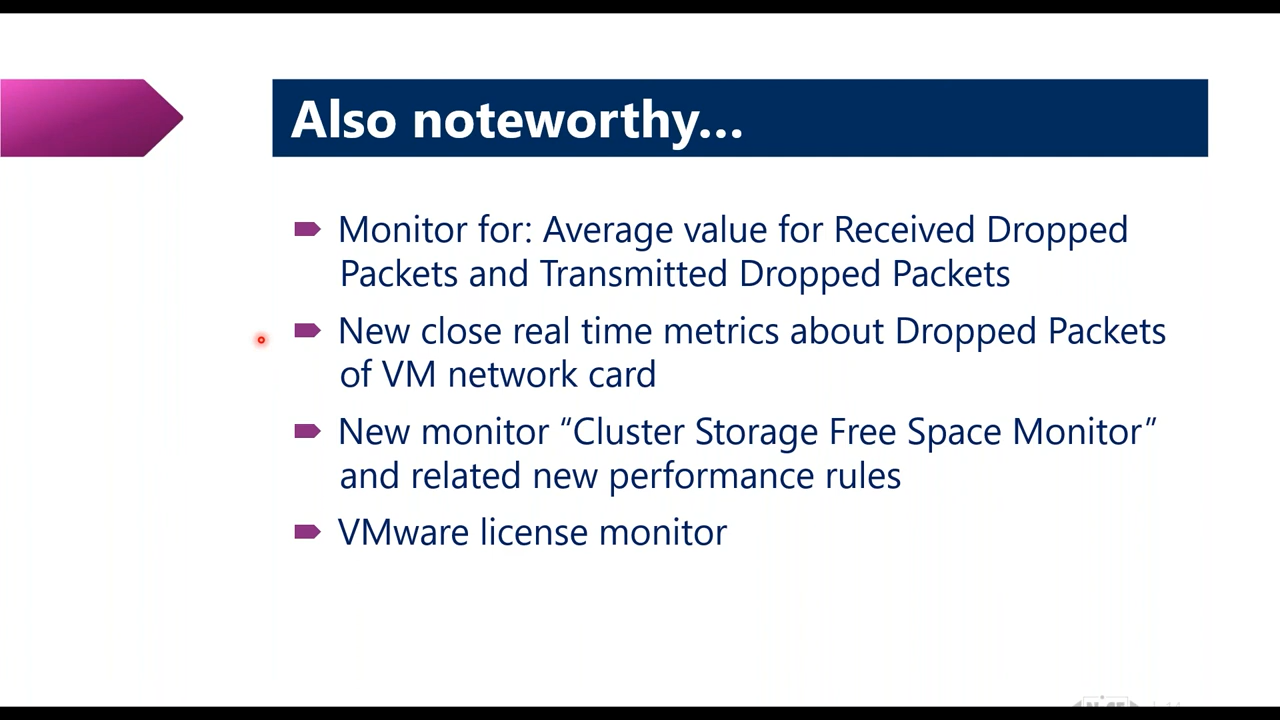 Also noteworthy...
Monitor for: Average value for Received Dropped
Packets and Transmitted Dropped Packets
New close real time metrics about Dropped Packets
of VM network card
New monitor “Cluster Storage Free Space Monitor”
and related new performance rules
VMware license monitor